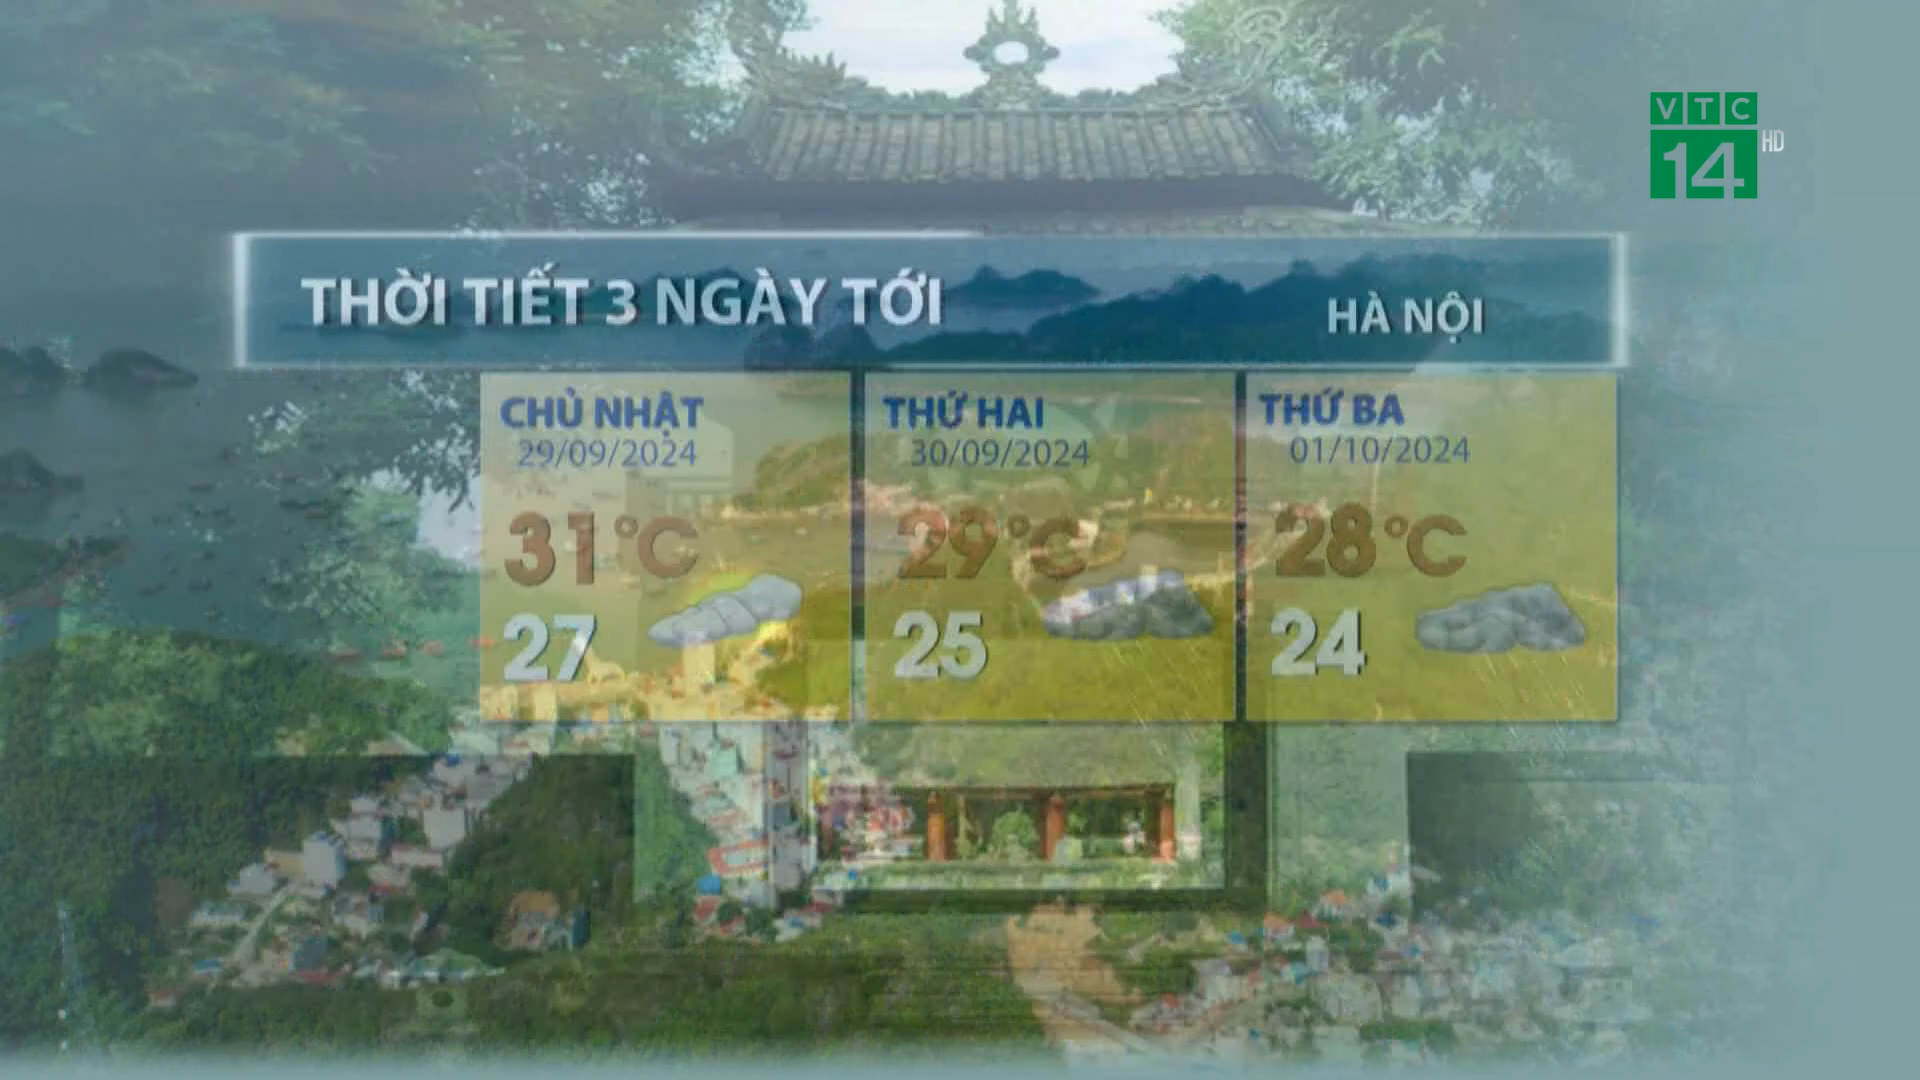 VTC
14 HD
THỜI TIẾT 3 NGÀY TỚI
HÀ NỘI
CHỦ NHẬT
29/09/2024
31°C
27
THỨ HAI
30/09/2024
29°C
25
THỨ BA
01/10/2024
28°C
24